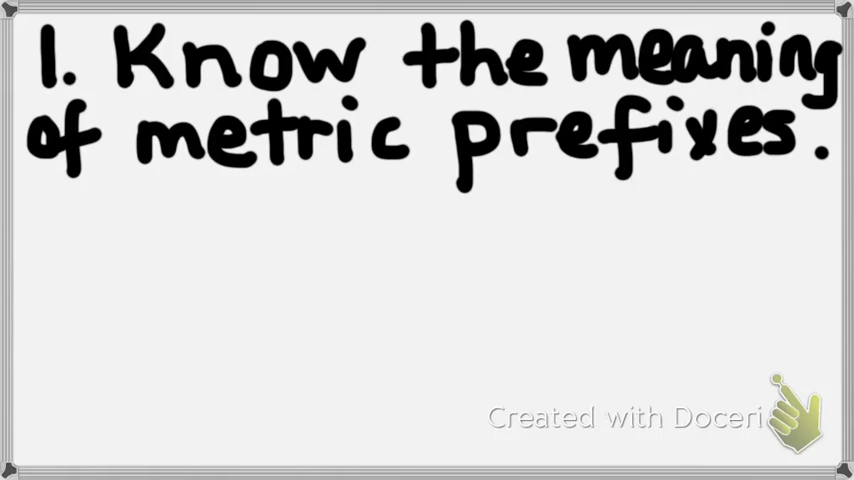 1. Know the meaning
of metric prefixes.
Created with Doceri